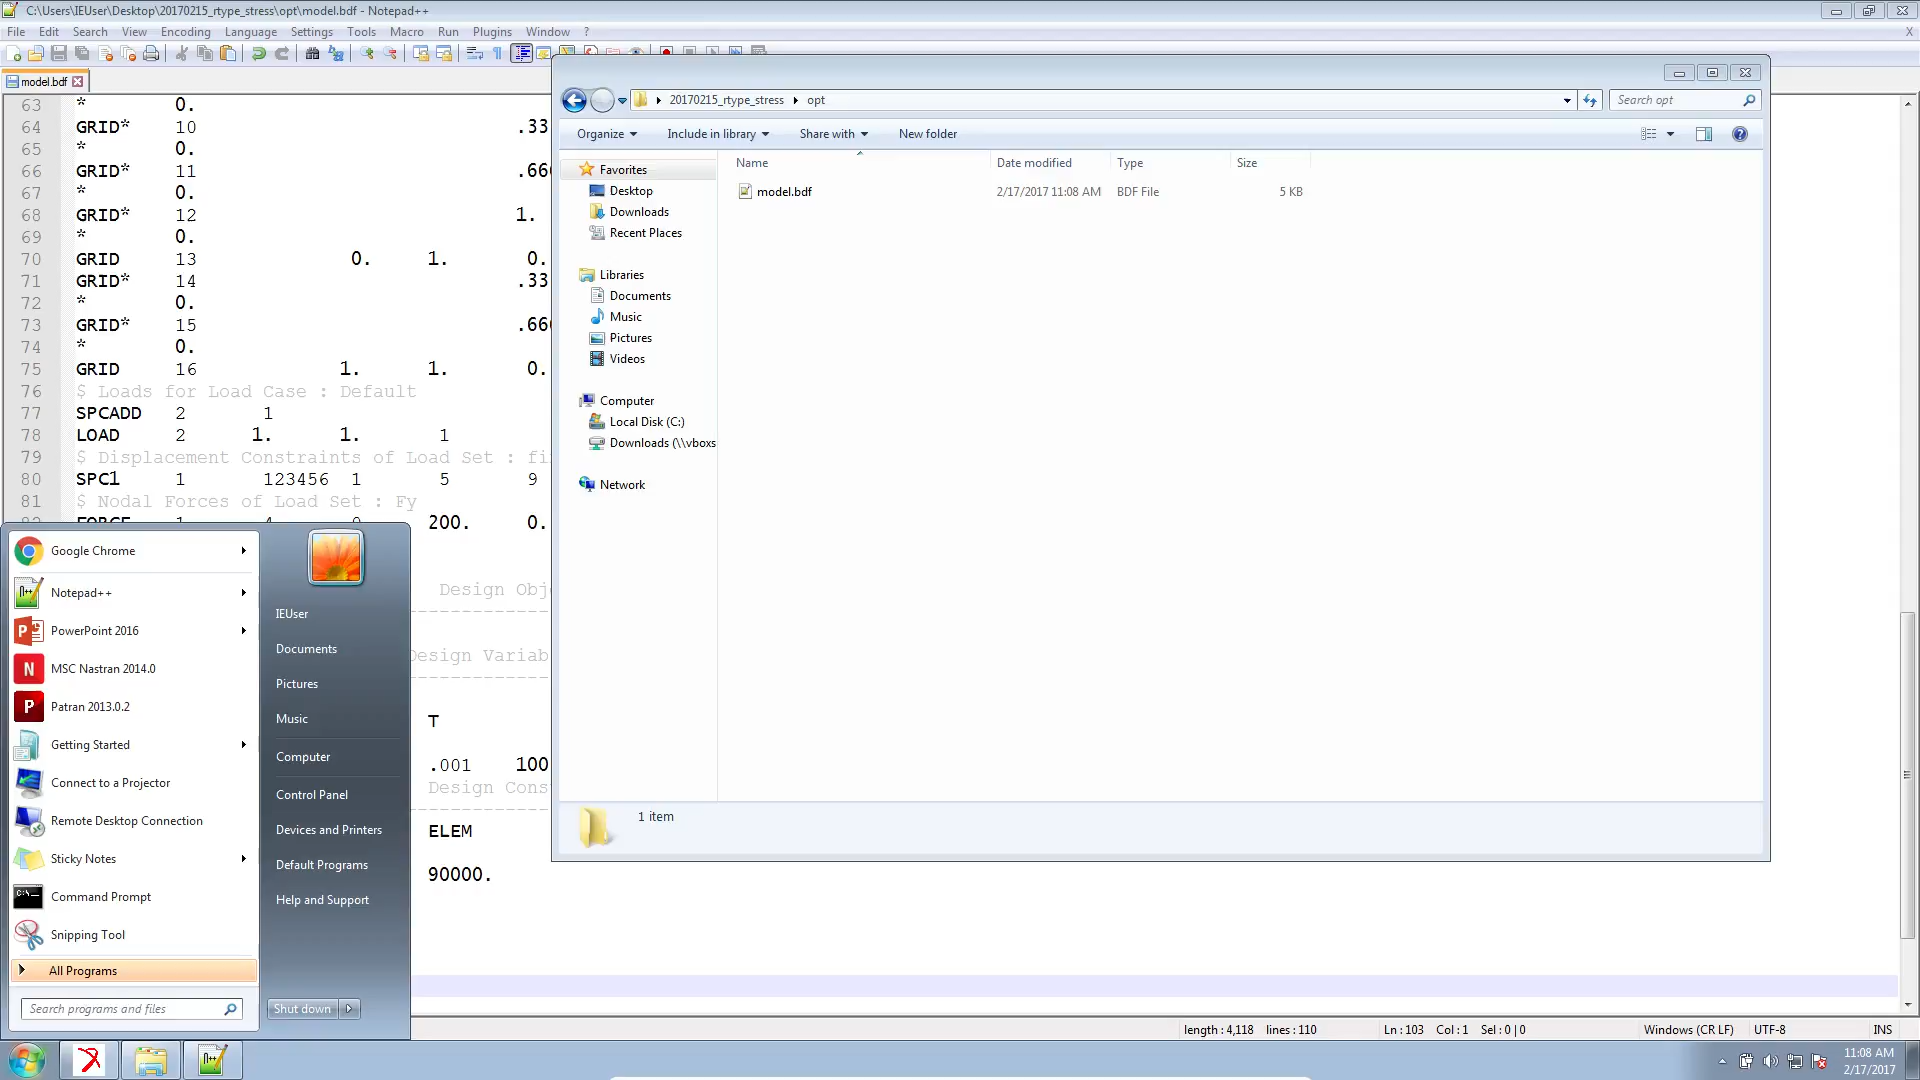 C:\Users\IEUser\Desktop\20170215_rtype_stress\opt\model.bdf - Notepad++
File Edit Search View Encoding Language Settings Tools Macro Run Plugins Window ? X
model.bdf
63 * 0.
64 GRID* 10 .33
65 * 0.
66 GRID* 11
67 * 0.
68 GRID* 12 1.
69 * 0.
70 GRID 13 0. 1. 0.
71 GRID* 14 .33
72 * 0.
73 GRID* 15
74 * 0.
75 GRID 16 1. 1. 0.
76 $ Loads for Load Case : Default
77 SPCADD 2 1
78 LOAD 2 1. 1. 1
79 $ Displacement Constraints of Load Set :
80 SPC1 1 123456 1 5 9
81 $ Nodal Forces of Load Set : Fy
200. 0.
Design
Design
T
.001 100
Design
ELEM
90000.
20170215_rtype_stress opt
Search opt
Organize Include in library Share with New folder
Name Date modified Type Size
model.bdf 2/17/2017 11:08 AM BDF File 5 KB
Favorites
Desktop
Downloads
Recent Places
Libraries
Documents
Music
Pictures
Videos
Computer
Local Disk (C:)
Downloads (\\vboxs
Network
1 item
Google Chrome
Notepad++
PowerPoint 2016
MSC Nastran 2014.0
Patran 2013.0.2
Getting Started
Connect to a Projector
Remote Desktop Connection
Sticky Notes
Command Prompt
Snipping Tool
All Programs
Search programs and files
IEUser
Documents
Pictures
Music
Computer
Control Panel
Devices and Printers
Default Programs
Help and Support
Shut down
length : 4,118 lines : 110 Ln : 103 Col : 1 Sel : 0 | 0 Windows (CR LF) UTF-8 INS
11:08 AM
2/17/2017